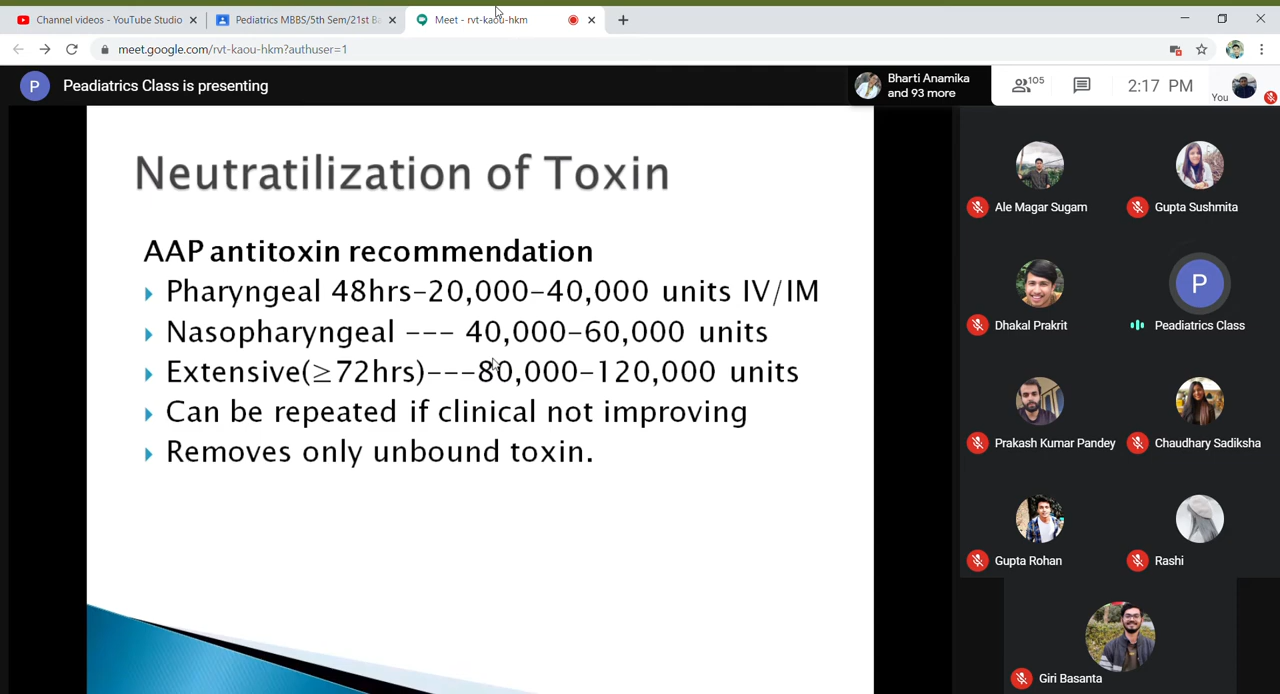 Channel videos - YouTube Studio
Pediatrics MBBS/5th Sem/21st Ba
Meet - rvt-kaou-hkm
meet.google.com/rvt-kaou-hkm?authuser=1
P
Peadiatrics Class is presenting
Bharti Anamika
and 93 more
105
2:17 PM
You
Neutratilization of Toxin
AAP antitoxin recommendation
Pharyngeal 48hrs-20,000-40,000 units IV/IM
Nasopharyngeal --- 40,000-60,000 units
Extensive(≥72hrs)---80,000-120,000 units
Can be repeated if clinical not improving
Removes only unbound toxin.
Ale Magar Sugam
Gupta Sushmita
Dhakal Prakrit
P
Peadiatrics Class
Prakash Kumar Pandey
Chaudhary Sadiksha
Gupta Rohan
Rashi
Giri Basanta